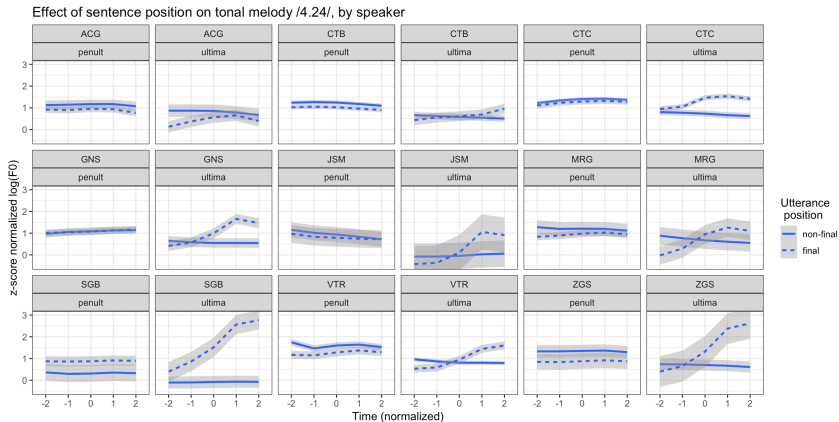 Effect of sentence position on tonal melody /4.24/, by speaker
ACG ACG CTB CTB CTC CTC
penult ultima penult ultima penult ultima
3
2
1
0
GNS GNS JSM JSM MRG MRG
penult ultima penult ultima penult ultima
3
2
1
0
SGB SGB VTR VTR ZGS ZGS
penult ultima penult ultima penult ultima
3
2
1
0
-2 -1 0 1 2 -2 -1 0 1 2 -2 -1 0 1 2 -2 -1 0 1 2 -2 -1 0 1 2 -2 -1 0 1 2
Time (normalized)
z-score normalized log(F0)
Utterance
position
non-final
final